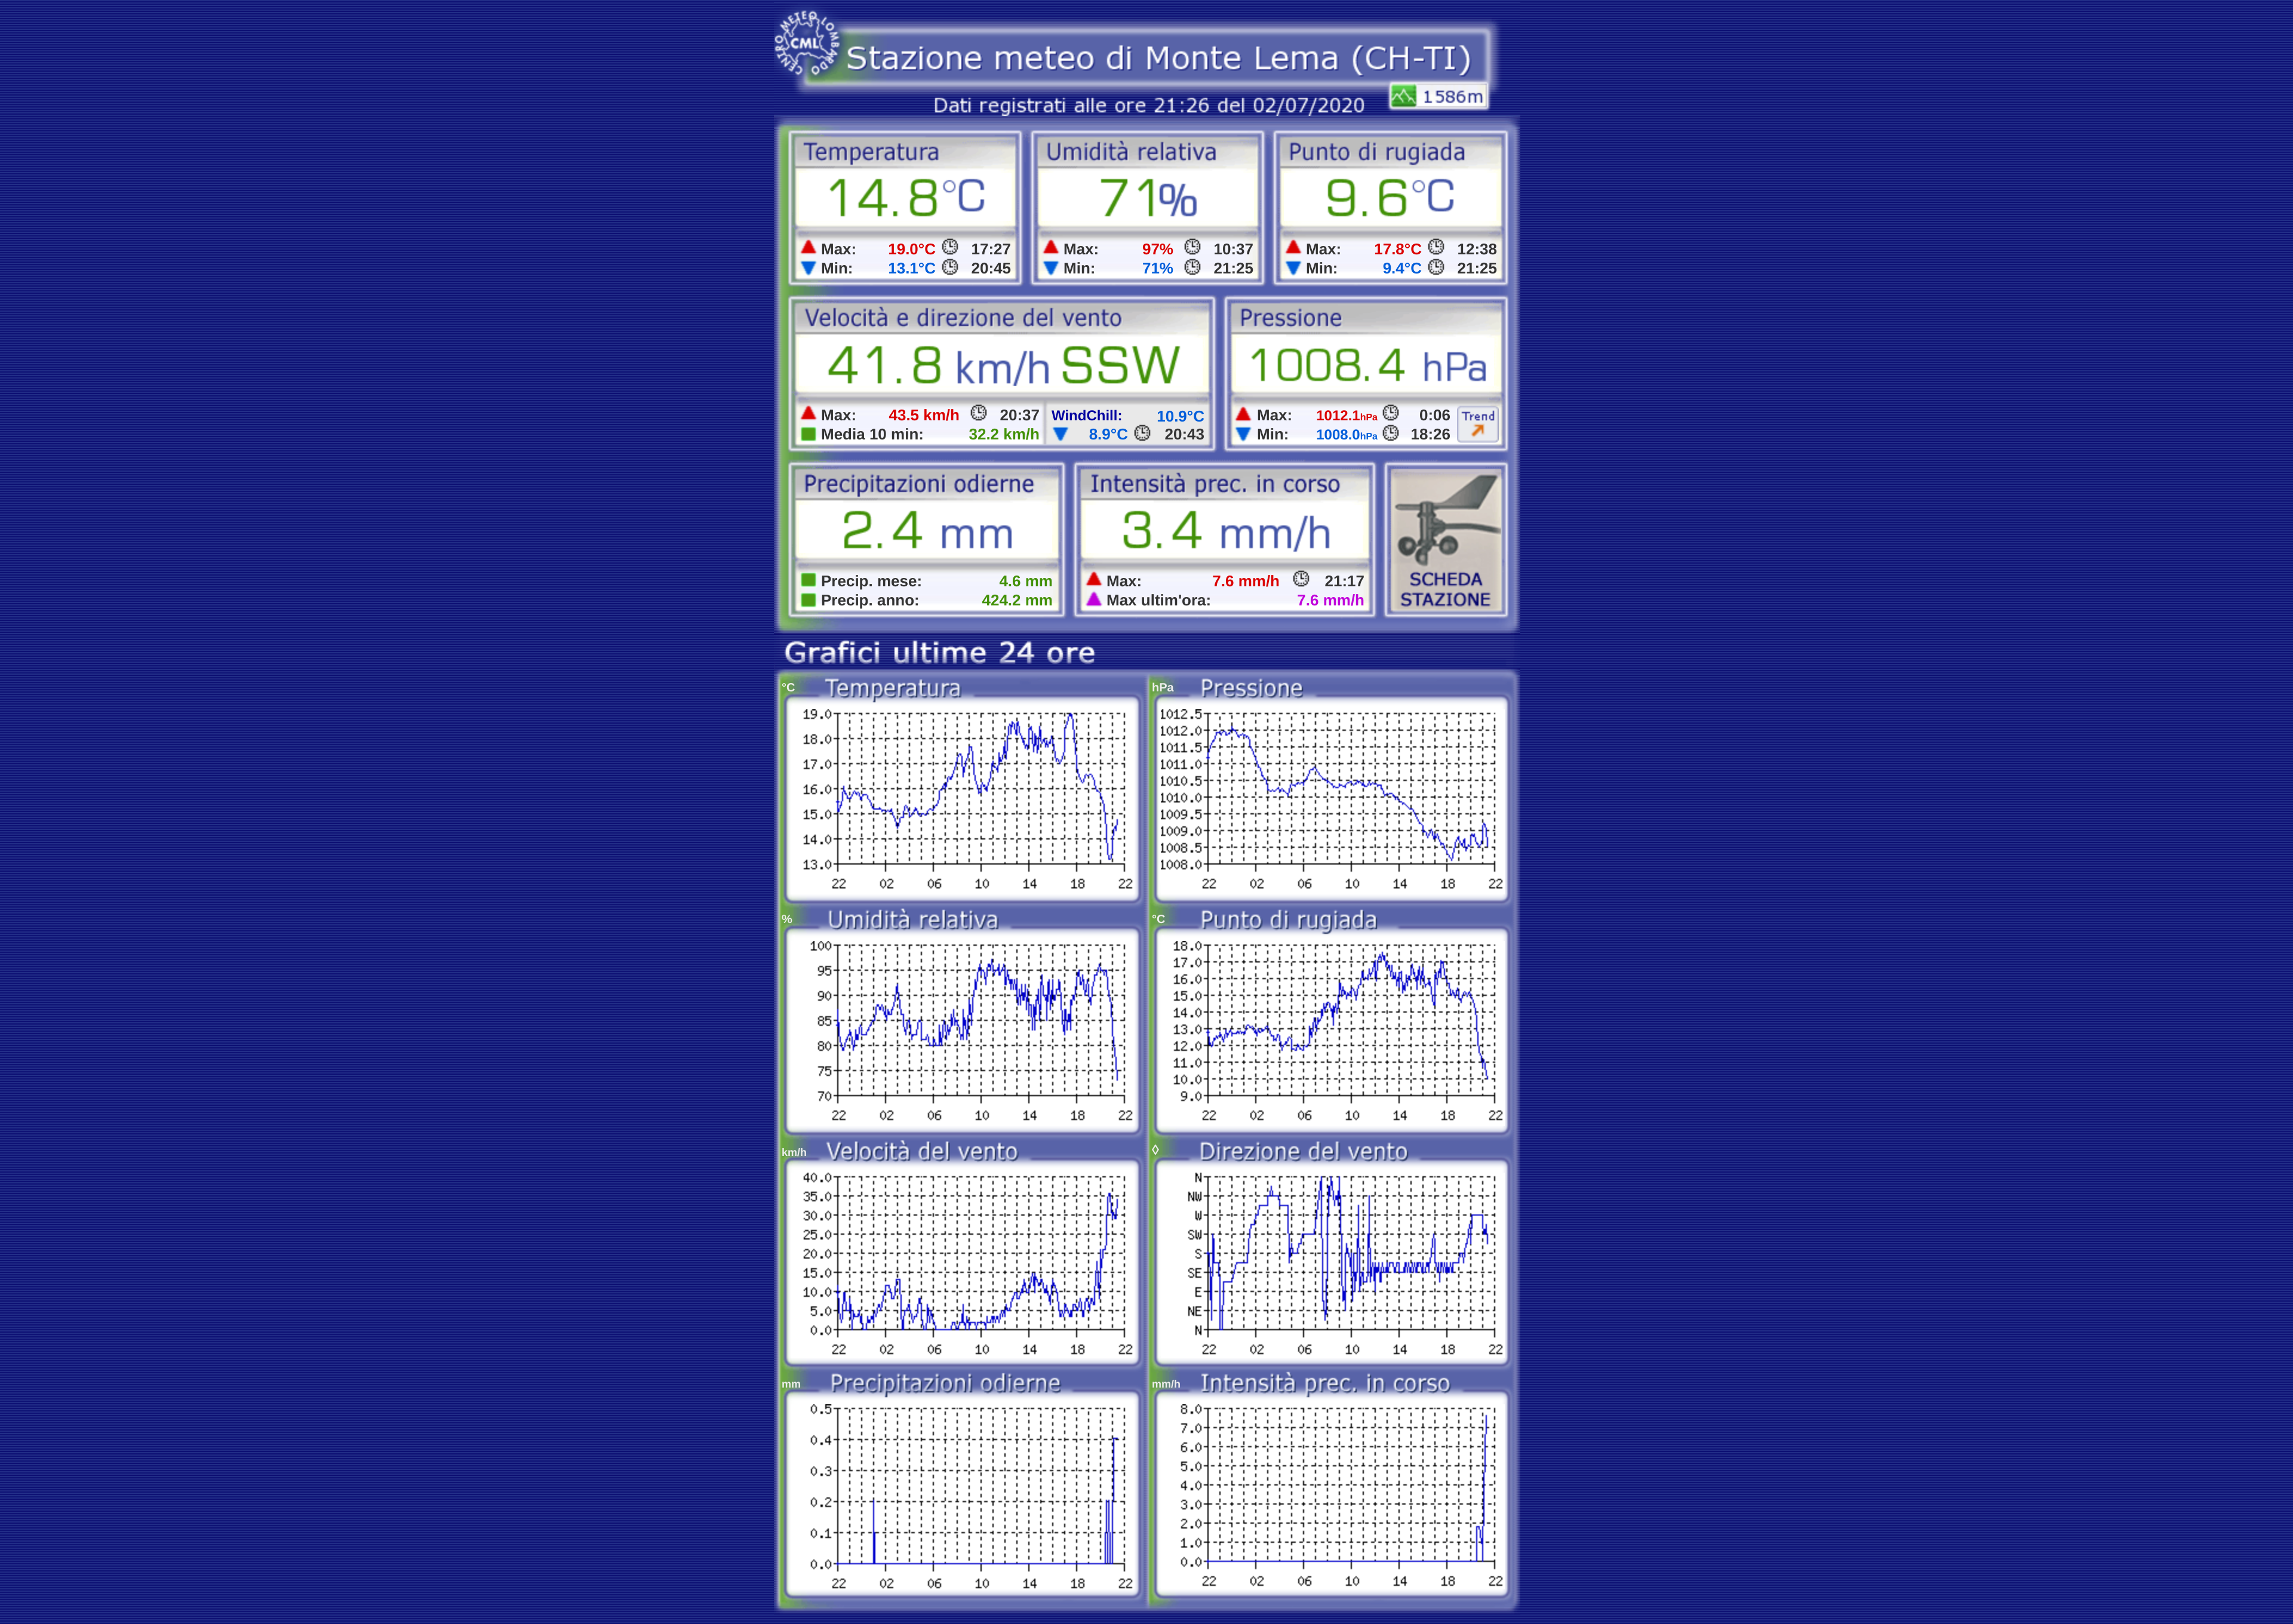 CENTRO METEO LOMBARDO
CML
Stazione meteo di Monte Lema (CH-TI)
1586m
Dati registrati alle ore 21:26 del 02/07/2020
Temperatura
14.8°C
Max: 19.0°C 17:27
Min: 13.1°C 20:45
Umidità relativa
71%
Max: 97% 10:37
Min: 71% 21:25
Punto di rugiada
9.6°C
Max: 17.8°C 12:38
Min: 9.4°C 21:25
Velocità e direzione del vento
41.8 km/h SSW
Max: 43.5 km/h 20:37
Media 10 min: 32.2 km/h
WindChill: 10.9°C
8.9°C 20:43
Pressione
1008.4 hPa
Max: 1012.1hPa 0:06
Min: 1008.0hPa 18:26
Trend
Precipitazioni odierne
2.4 mm
Precip. mese: 4.6 mm
Precip. anno: 424.2 mm
Intensità prec. in corso
3.4 mm/h
Max: 7.6 mm/h 21:17
Max ultim'ora: 7.6 mm/h
SCHEDA
STAZIONE
Grafici ultime 24 ore
°C Temperatura
19.0
18.0
17.0
16.0
15.0
14.0
13.0
22 02 06 10 14 18 22
hPa Pressione
1012.5
1012.0
1011.5
1011.0
1010.5
1010.0
1009.5
1009.0
1008.5
1008.0
22 02 06 10 14 18 22
% Umidità relativa
100
95
90
85
80
75
70
22 02 06 10 14 18 22
°C Punto di rugiada
18.0
17.0
16.0
15.0
14.0
13.0
12.0
11.0
10.0
9.0
22 02 06 10 14 18 22
km/h Velocità del vento
40.0
35.0
30.0
25.0
20.0
15.0
10.0
5.0
0.0
22 02 06 10 14 18 22
◊ Direzione del vento
N
NW
W
SW
S
SE
E
NE
N
22 02 06 10 14 18 22
mm Precipitazioni odierne
0.5
0.4
0.3
0.2
0.1
0.0
22 02 06 10 14 18 22
mm/h Intensità prec. in corso
8.0
7.0
6.0
5.0
4.0
3.0
2.0
1.0
0.0
22 02 06 10 14 18 22